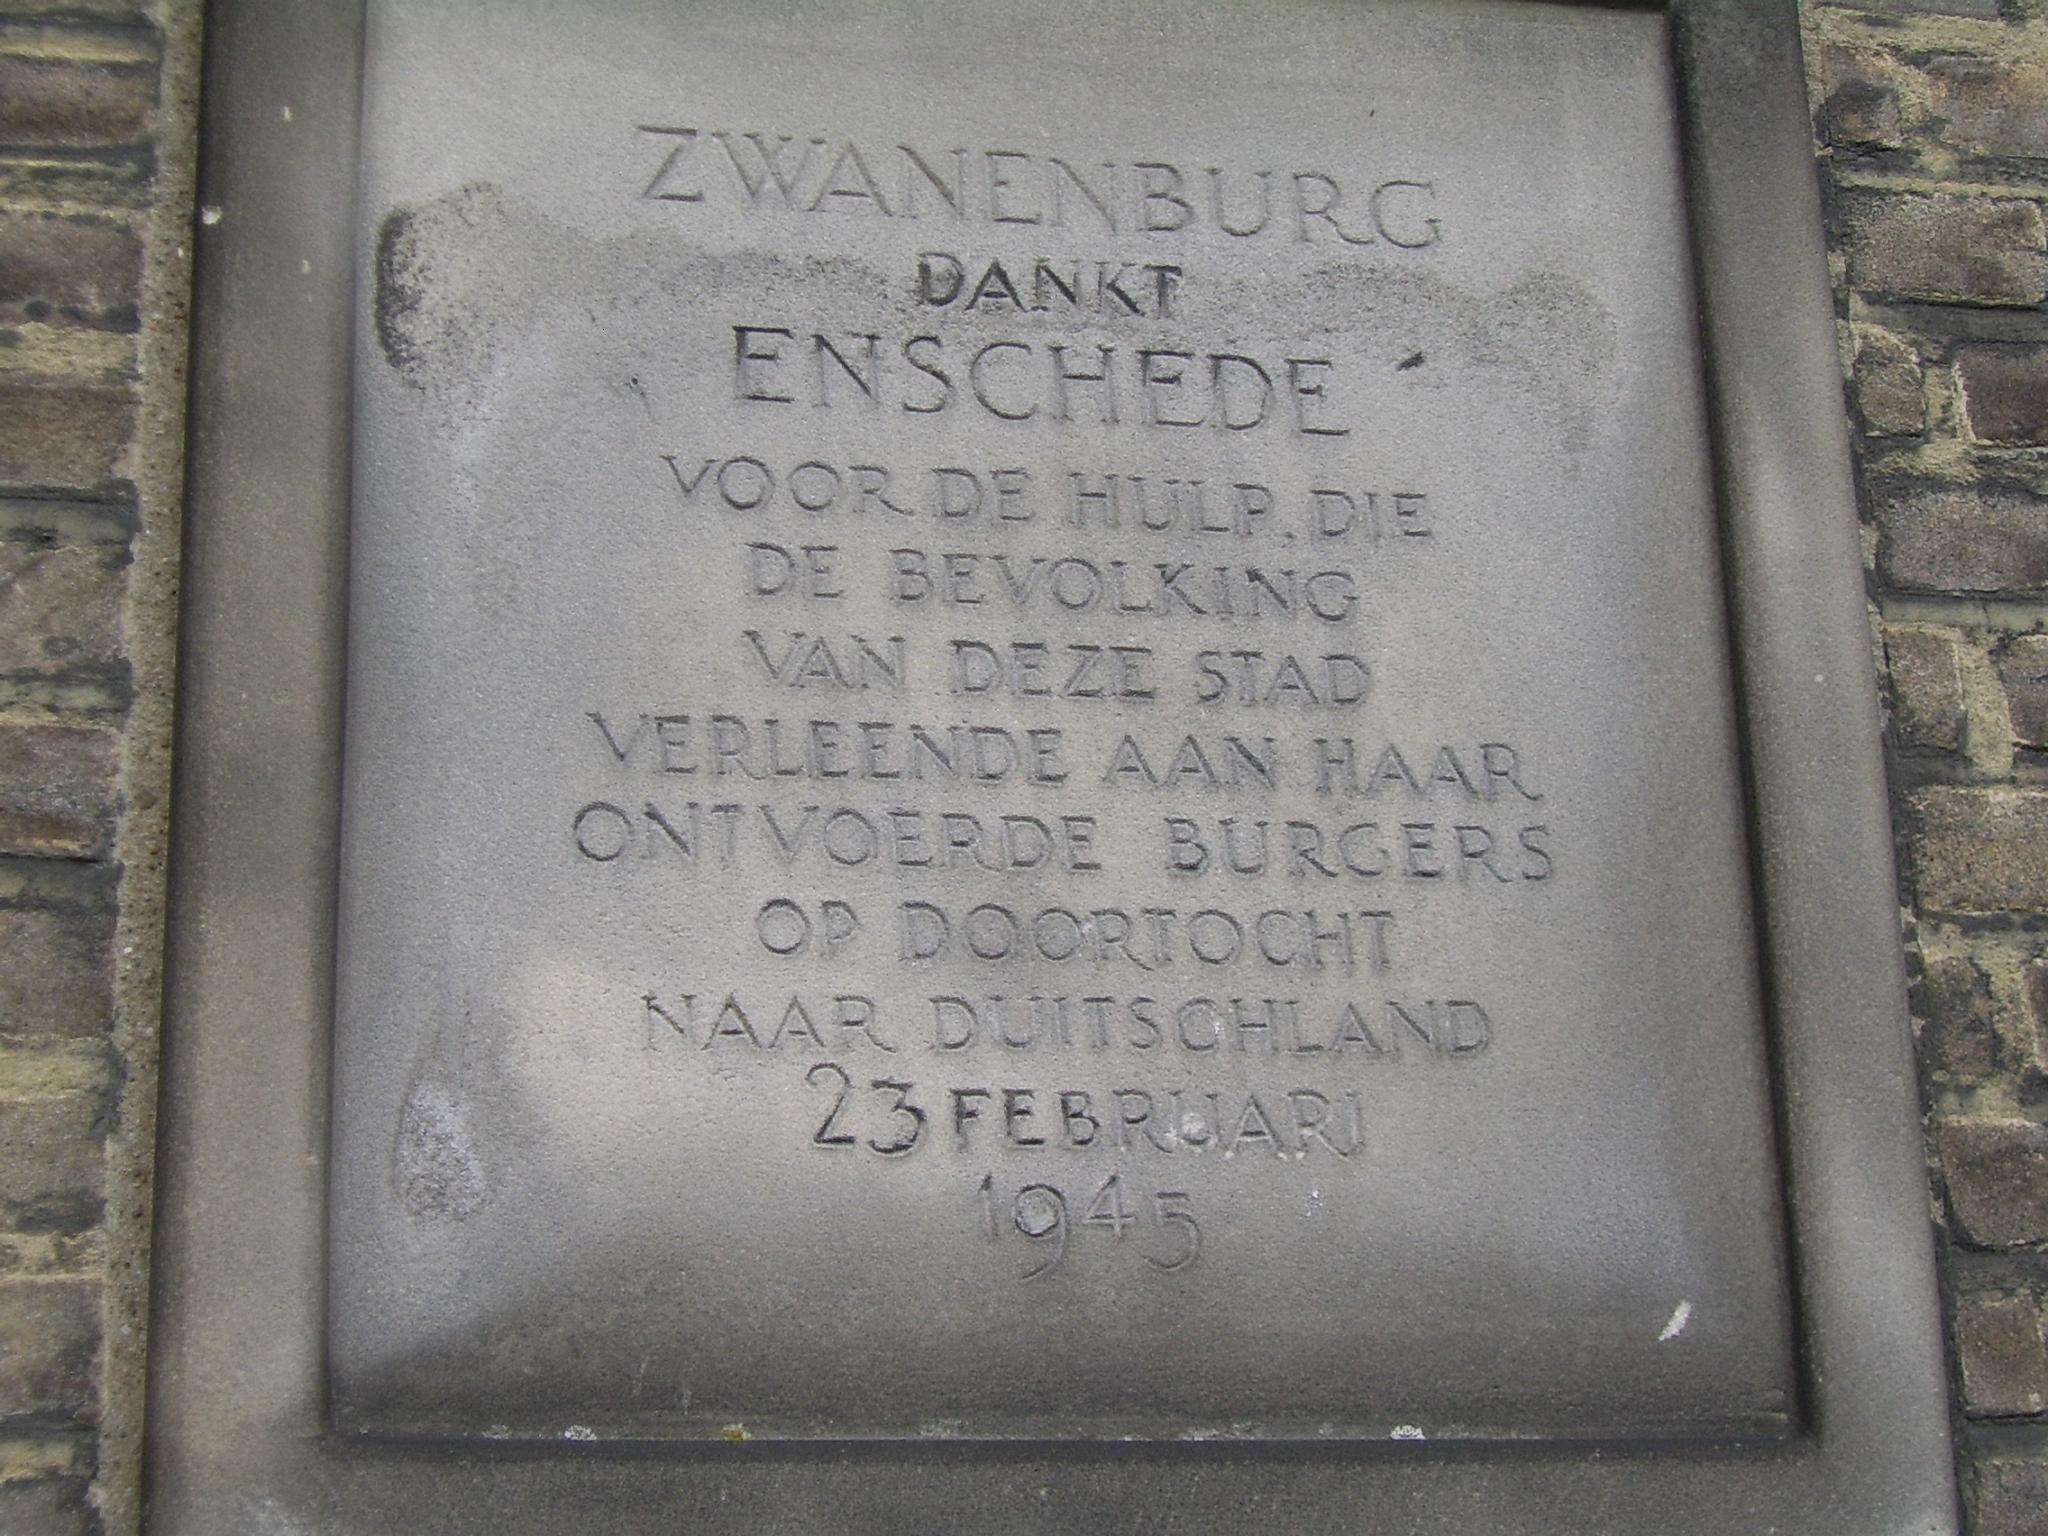 ZWANENBURG
DANKT
ENSCHEDE
VOOR DE HULP, DIE
DE BEVOLKING
VAN DEZE STAD
VERLEENDE AAN HAAR
ONTVOERDE BURGERS
OP DOORTOCHT
NAAR DUITSCHLAND
23 FEBRUARI
1945